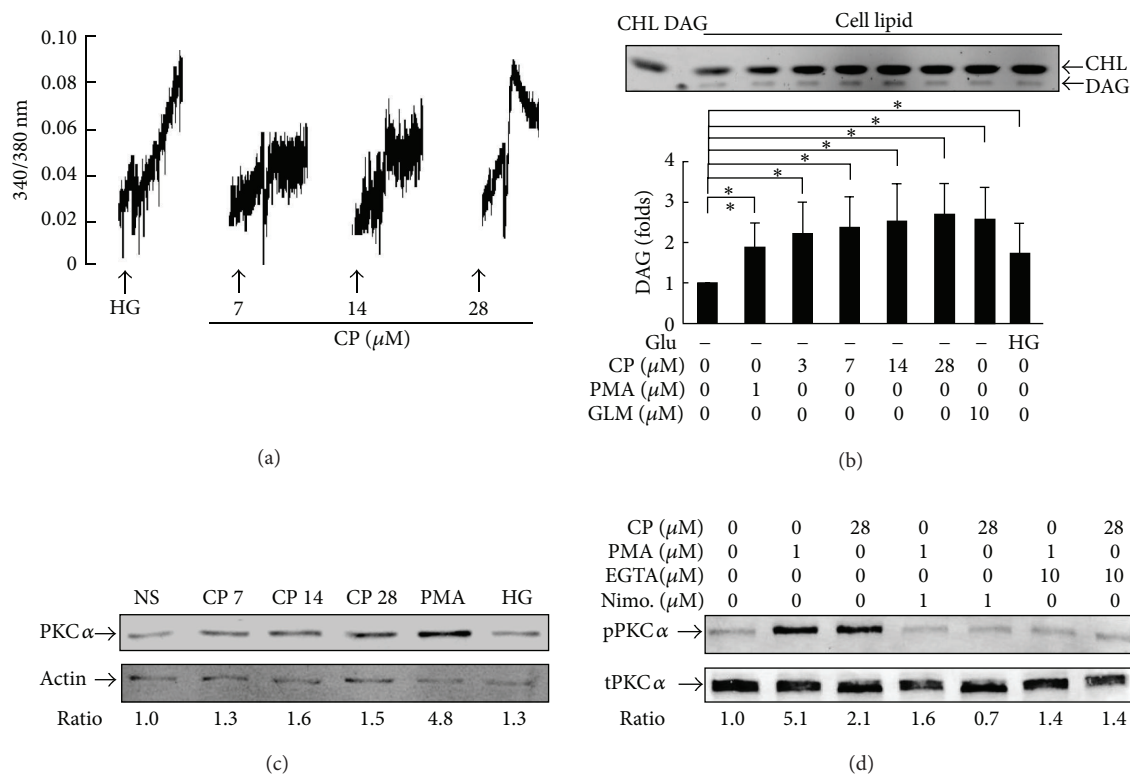 0.10
0.08
0.06
0.04
0.02
0
340/380 nm
HG 7 14 28
CP (μM)
(a)
CHL DAG Cell lipid
CHL
DAG
* * * * * * * *
4
3
2
1
0
DAG (folds)
Glu – – – – – – – HG
CP (μM) 0 0 3 7 14 28 0 0
PMA (μM) 0 1 0 0 0 0 0 0
GLM (μM) 0 0 0 0 0 0 10 0
(b)
NS CP 7 CP 14 CP 28 PMA HG
PKCα
Actin
Ratio 1.0 1.3 1.6 1.5 4.8 1.3
(c)
CP (μM) 0 0 28 0 28 0 28
PMA (μM) 0 1 0 1 0 1 0
EGTA(μM) 0 0 0 0 0 10 10
Nimo. (μM) 0 0 0 1 1 0 0
pPKCα
tPKCα
Ratio 1.0 5.1 2.1 1.6 0.7 1.4 1.4
(d)